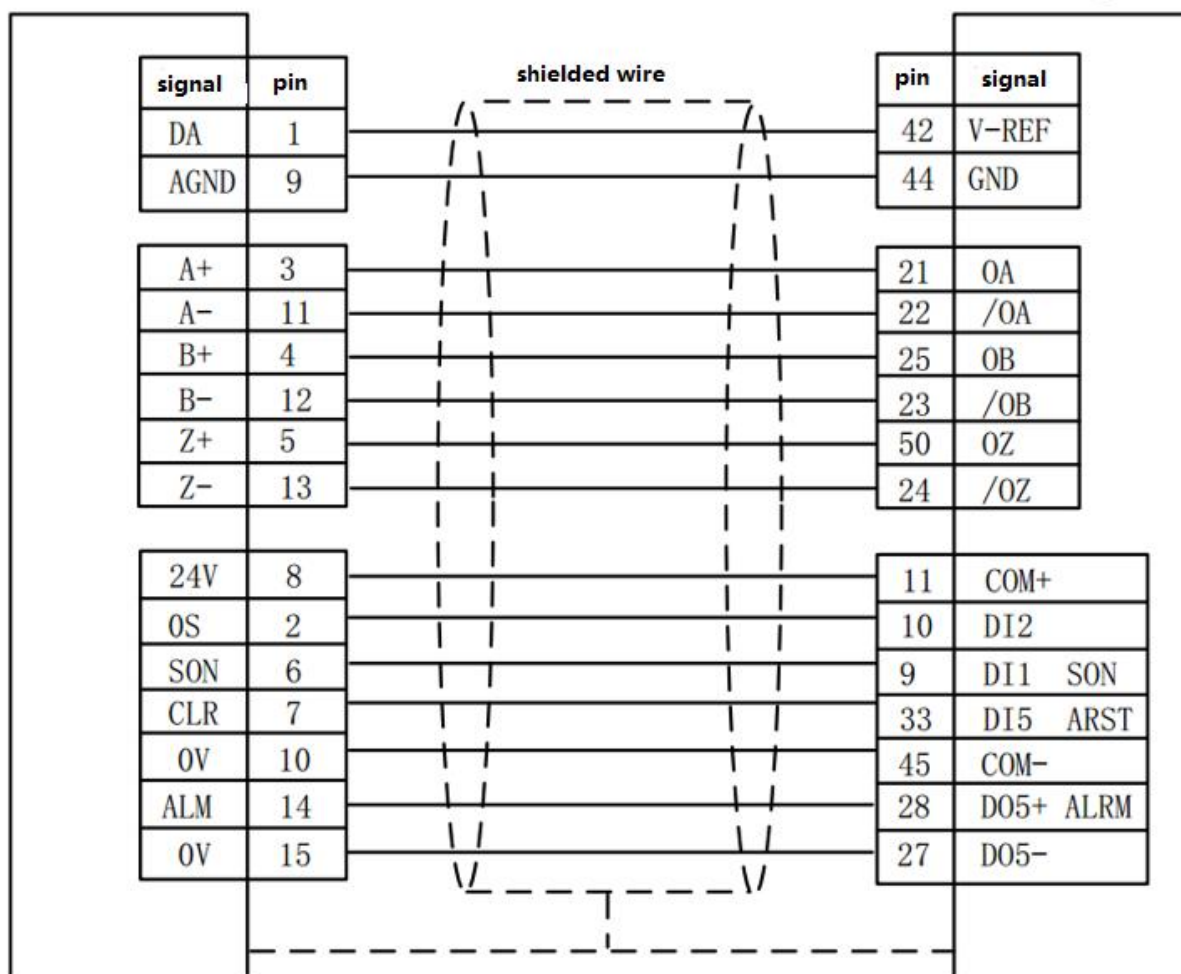 shielded wire
signal pin pin signal
DA 1 42 V-REF
AGND 9 44 GND
A+ 3 21 OA
A- 11 22 /OA
B+ 4 25 OB
B- 12 23 /OB
Z+ 5 50 OZ
Z- 13 24 /OZ
24V 8 11 COM+
OS 2 10 DI2
SON 6 9 DI1 SON
CLR 7 33 DI5 ARST
0V 10 45 COM-
ALM 14 28 DO5+ ALRM
0V 15 27 DO5-